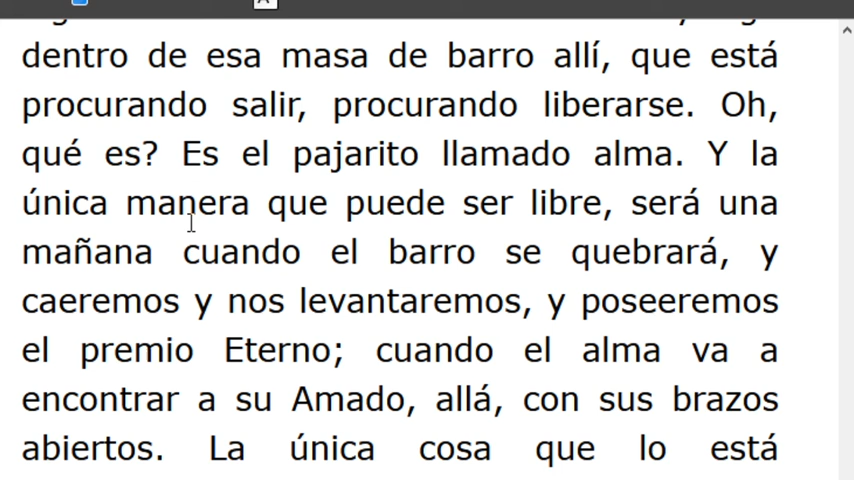 dentro de esa masa de barro allí, que está
procurando salir, procurando liberarse. Oh,
qué es? Es el pajarito llamado alma. Y la
única manera que puede ser libre, será una
mañana cuando el barro se quebrará, y
caeremos y nos levantaremos, y poseeremos
el premio Eterno; cuando el alma va a
encontrar a su Amado, allá, con sus brazos
abiertos. La única cosa que lo está